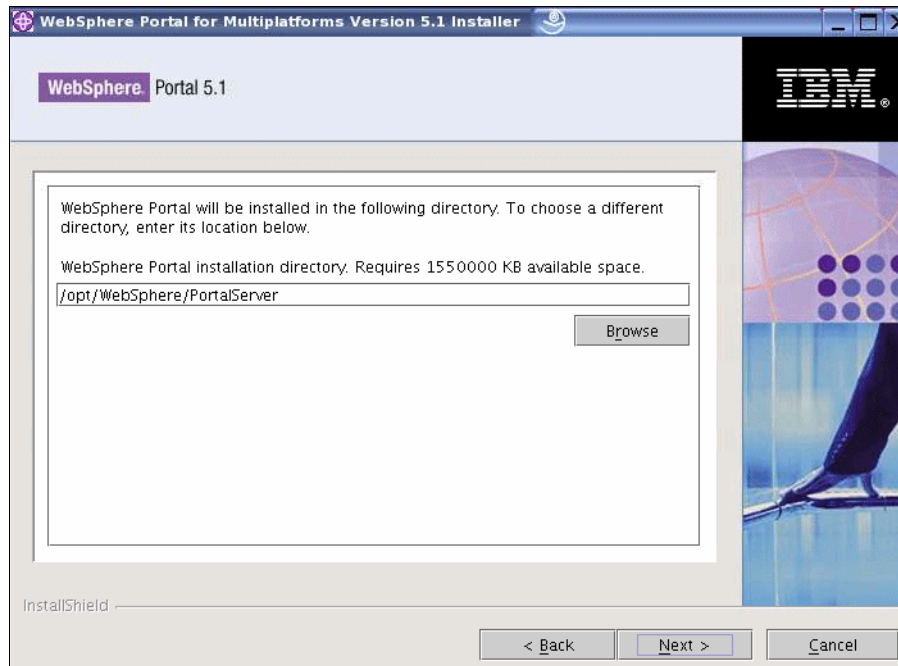 WebSphere Portal for Multiplatforms Version 5.1 Installer
WebSphere. Portal 5.1
IBM®
WebSphere Portal will be installed in the following directory. To choose a different
directory, enter its location below.
WebSphere Portal installation directory. Requires 1550000 KB available space.
/opt/WebSphere/PortalServer
Browse
InstallShield
< Back
Next >
Cancel